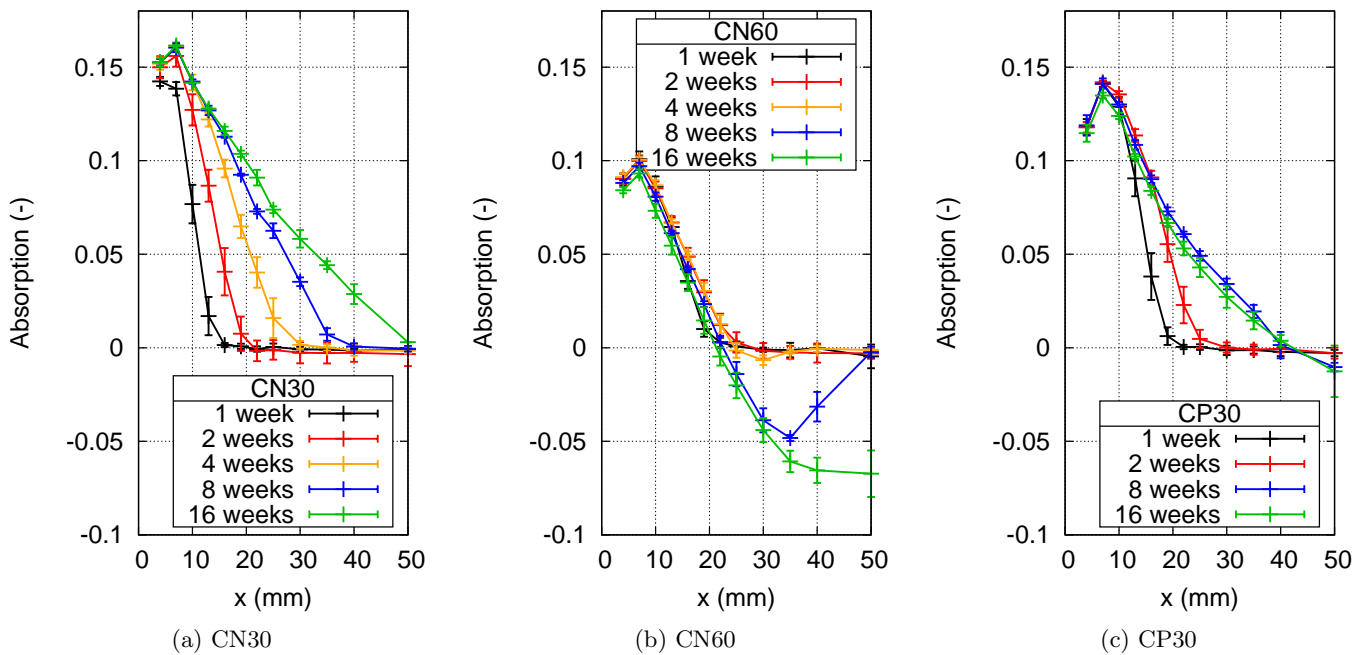 Absorption (-)
0.15
0.1
0.05
0
-0.05
-0.1
CN30
1 week
2 weeks
4 weeks
8 weeks
16 weeks
0 10 20 30 40 50
x (mm)
(a) CN30
Absorption (-)
0.15
0.1
0.05
0
-0.05
-0.1
CN60
1 week
2 weeks
4 weeks
8 weeks
16 weeks
0 10 20 30 40 50
x (mm)
(b) CN60
Absorption (-)
0.15
0.1
0.05
0
-0.05
-0.1
CP30
1 week
2 weeks
8 weeks
16 weeks
0 10 20 30 40 50
x (mm)
(c) CP30